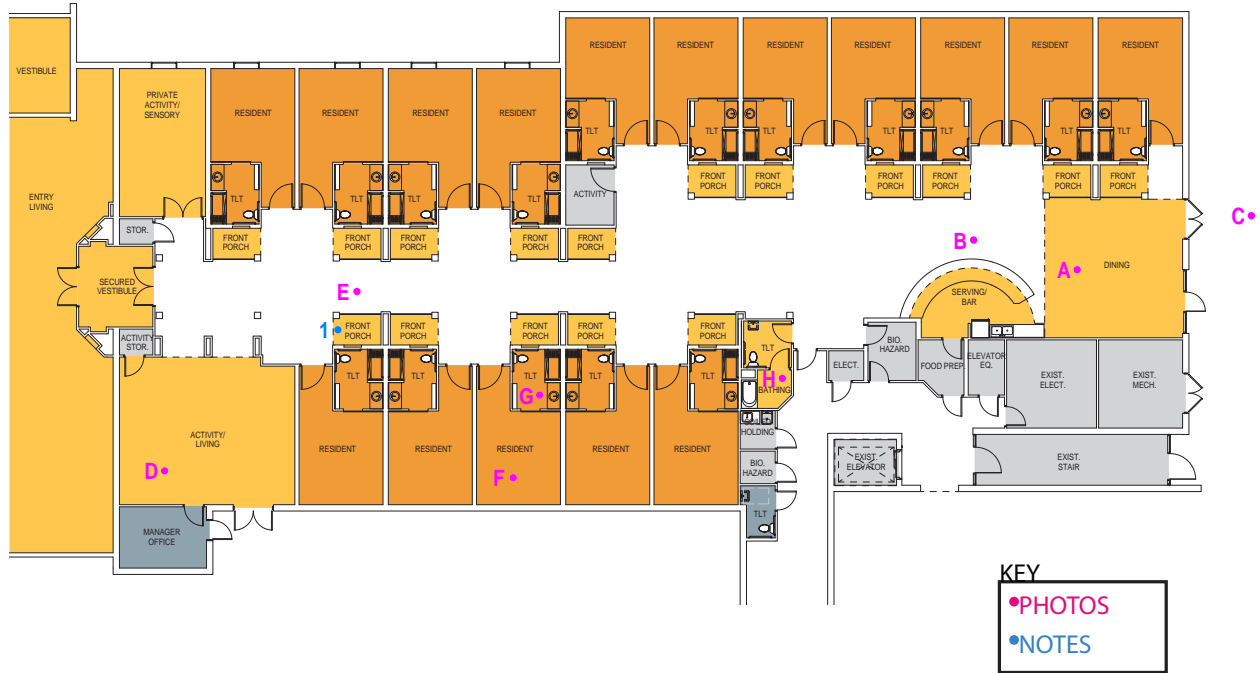 RESIDENT
RESIDENT
RESIDENT
RESIDENT
RESIDENT
RESIDENT
RESIDENT
VESTIBULE
PRIVATE
ACTIVITY/
SENSORY
RESIDENT
RESIDENT
RESIDENT
RESIDENT
TLT
TLT
TLT
TLT
TLT
TLT
TLT
FRONT
PORCH
FRONT
PORCH
FRONT
PORCH
FRONT
PORCH
FRONT
PORCH
FRONT
PORCH
ENTRY
LIVING
TLT
TLT
TLT
TLT
ACTIVITY
STOR.
FRONT
PORCH
FRONT
PORCH
FRONT
PORCH
FRONT
PORCH
FRONT
PORCH
C
B
A
DINING
SECURED
VESTIBULE
E
SERVING/
BAR
1
FRONT
PORCH
FRONT
PORCH
FRONT
PORCH
FRONT
PORCH
FRONT
PORCH
ACTIVITY
STOR.
TLT
TLT
TLT
TLT
TLT
TLT
H
BATHING
ELECT.
BIO.
HAZARD
FOOD PREP.
ELEVATOR
EQ.
EXIST.
ELECT.
EXIST.
MECH.
G
ACTIVITY/
LIVING
RESIDENT
RESIDENT
RESIDENT
RESIDENT
RESIDENT
HOLDING
D
F
BIO.
HAZARD
EXIST.
ELEVATOR
EXIST.
STAIR
MANAGER
OFFICE
TLT
KEY
•PHOTOS
•NOTES